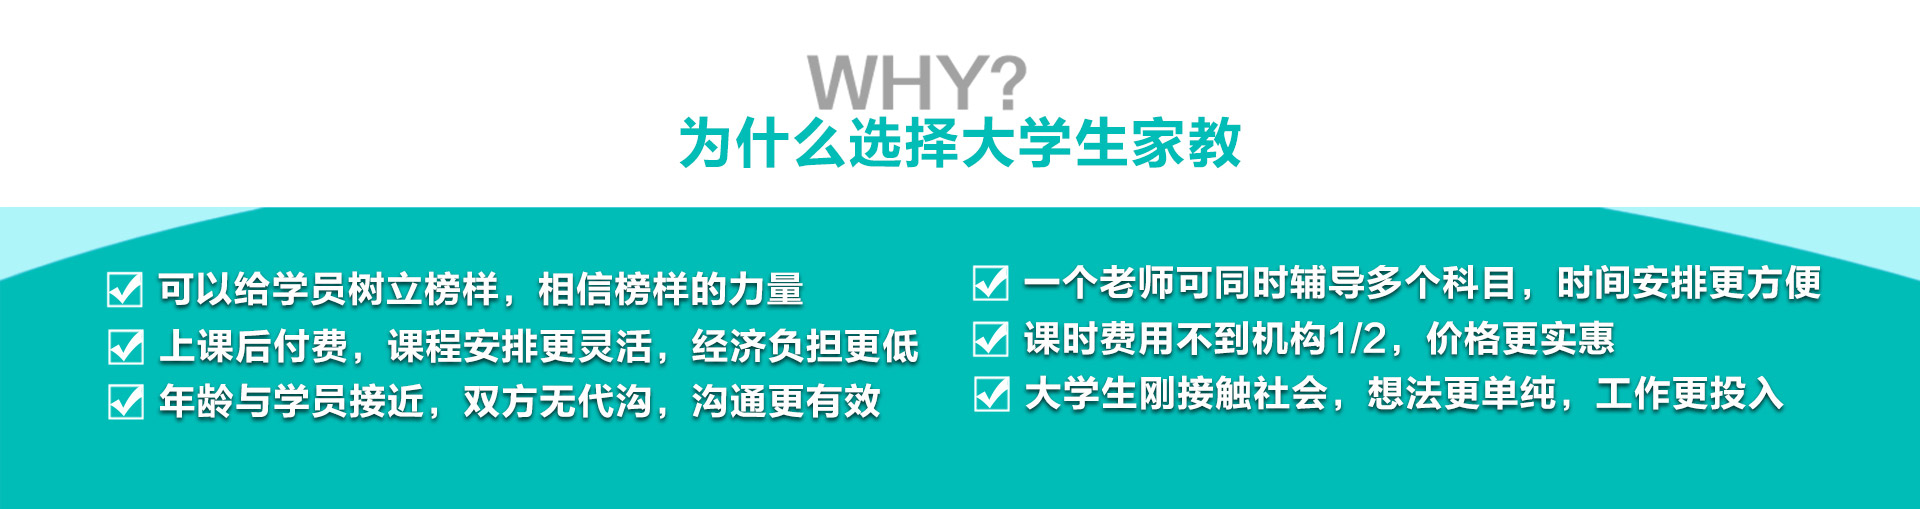 WHY?
为什么选择大学生家教
可以给学员树立榜样，相信榜样的力量
上课后付费，课程安排更灵活，经济负担更低
年龄与学员接近，双方无代沟，沟通更有效
一个老师可同时辅导多个科目，时间安排更方便
课时费用不到机构1/2，价格更实惠
大学生刚接触社会，想法更单纯，工作更投入